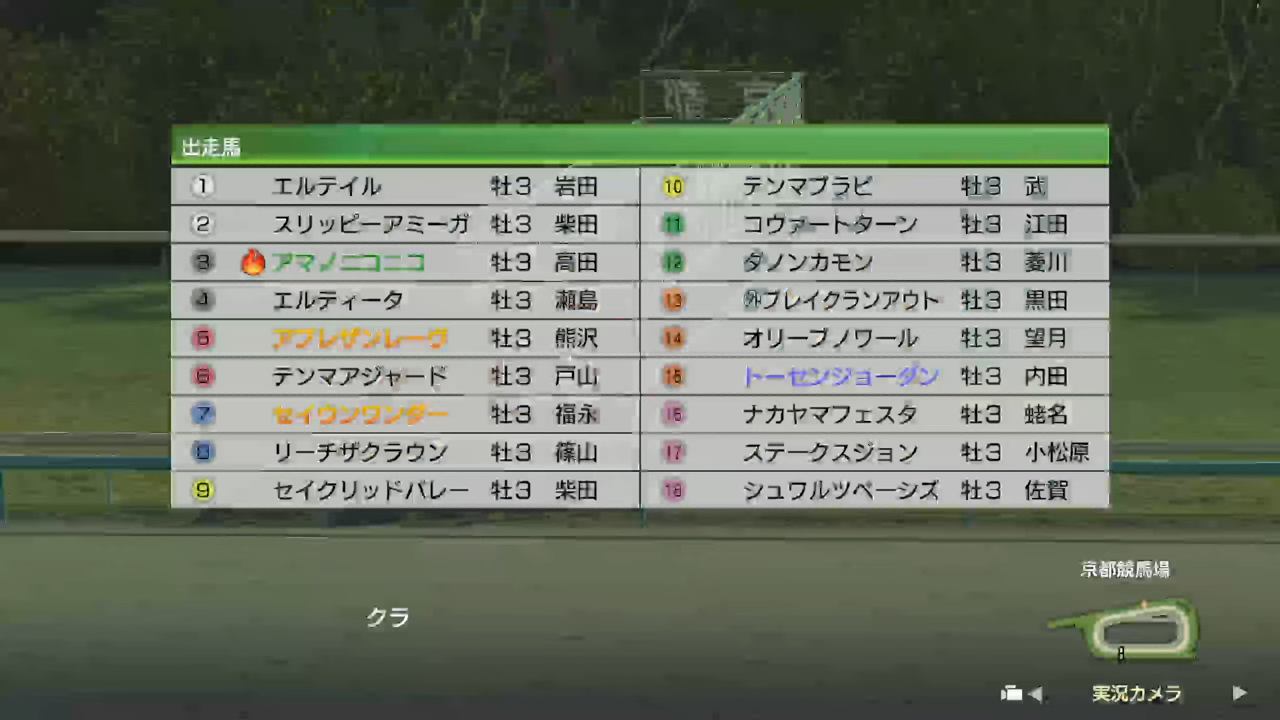 出走馬
1 エルテイル 牡3 岩田
2 スリッピーアミーガ 牡3 柴田
3 アマノニコニコ 牡3 高田
4 エルティータ 牡3 瀬島
5 アプレザンレーヴ 牡3 熊沢
6 テンマアジャード 牡3 戸山
7 セイウンワンダー 牡3 福永
8 リーチザクラウン 牡3 篠山
9 セイクリッドバレー 牡3 柴田
10 テンマブラビ 牡3 武
11 コヴァートターン 牡3 江田
12 ダノンカモン 牡3 菱川
13 外ブレイクランアウト 牡3 黒田
14 オリーブノワール 牡3 望月
15 トーセンジョーダン 牡3 内田
16 ナカヤマフェスタ 牡3 蛯名
17 ステークスジョン 牡3 小松原
18 シュワルツベーシズ 牡3 佐賀
京都競馬場
クラ
8
実況カメラ